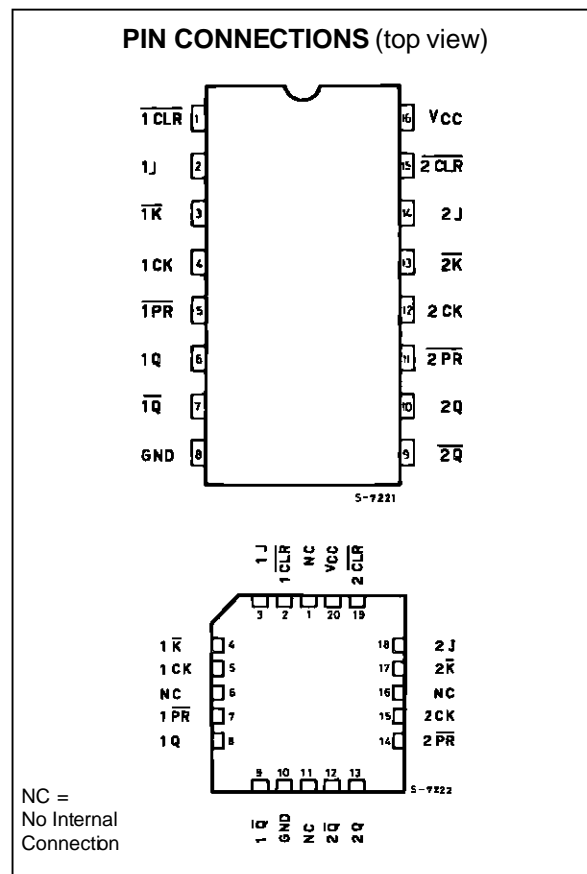 PIN CONNECTIONS (top view)
1CLR 1 16 VCC
1J 2 15 2CLR
1K 3 14 2J
1CK 4 13 2K
1PR 5 12 2CK
1Q 6 11 2PR
1Q 7 10 2Q
GND 8 9 2Q
S-7221
1J 1CLR NC VCC 2CLR
3 2 1 20 19
1K 4 18 2J
1CK 5 17 2K
NC 6 16 NC
1PR 7 15 2CK
1Q 8 14 2PR
9 10 11 12 13
S-7222
1Q GND NC 2Q 2Q
NC =
No Internal
Connection